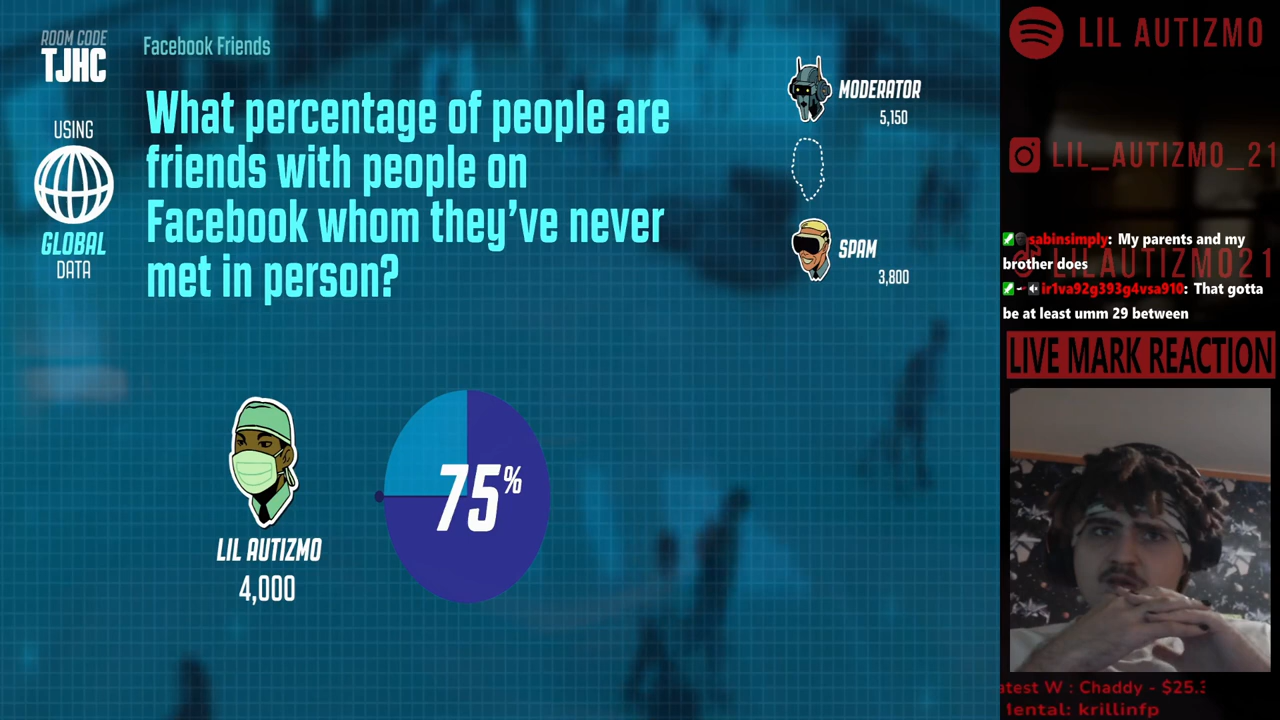 ROOM CODE
TJHC
Facebook Friends
What percentage of people are
friends with people on
Facebook whom they've never
met in person?
USING
GLOBAL
DATA
MODERATOR
5,150
SPAM
3,800
LIL AUTIZMO
4,000
75%
LIL AUTIZMO
LIL_AUTIZMO_21
LILAUTIZMO21
sabinsimply: My parents and my
brother does
ir1va92g393g4vsa910: That gotta
be at least umm 29 between
LIVE MARK REACTION
atest W : Chaddy - $25.3
Mental: krillinfp